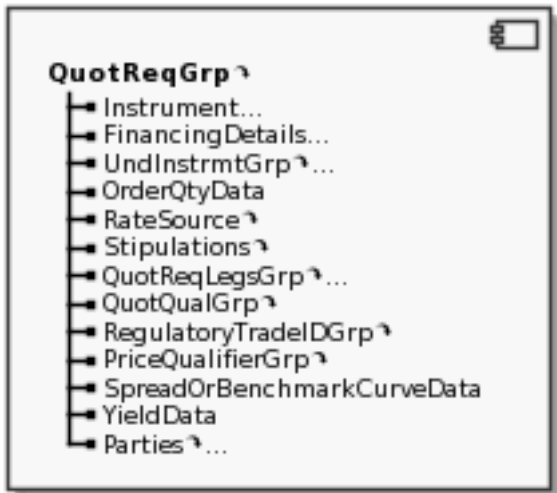 QuotReqGrp
Instrument...
FinancingDetails...
UndInstrmtGrp...
OrderQtyData
RateSource
Stipulations
QuotReqLegsGrp...
QuotQualGrp
RegulatoryTradeIDGrp
PriceQualifierGrp
SpreadOrBenchmarkCurveData
YieldData
Parties...